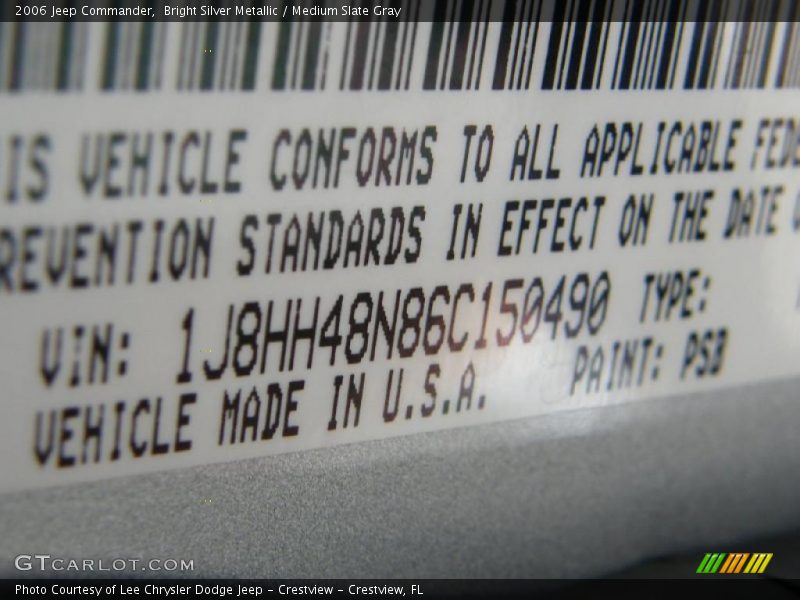 2006 Jeep Commander, Bright Silver Metallic / Medium Slate Gray
IS VEHICLE CONFORMS TO ALL APPLICABLE FEDE
REVENTION STANDARDS IN EFFECT ON THE DATE
VIN: 1J8HH48N86C150490 TYPE:
VEHICLE MADE IN U.S.A. PAINT: PSB
GTCARLOT.COM
Photo Courtesy of Lee Chrysler Dodge Jeep - Crestview - Crestview, FL